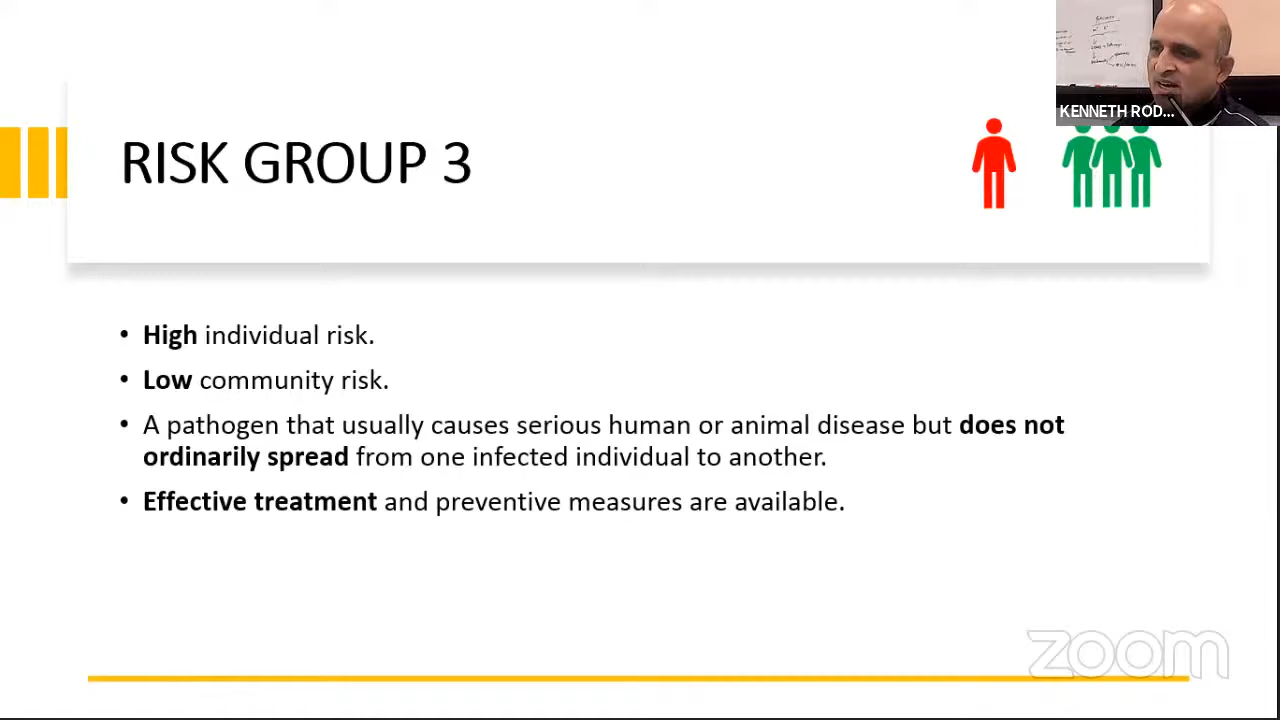 KENNETH ROD...
RISK GROUP 3
• High individual risk.
• Low community risk.
• A pathogen that usually causes serious human or animal disease but does not
ordinarily spread from one infected individual to another.
• Effective treatment and preventive measures are available.
zoom